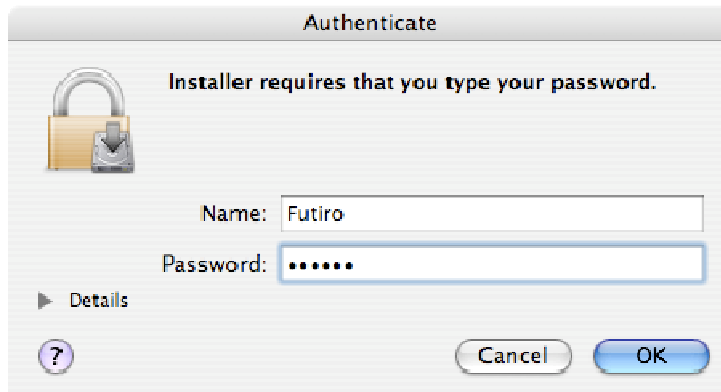 Authenticate
Installer requires that you type your password.
Name: Futiro
Password: ••••••
Details
? Cancel OK